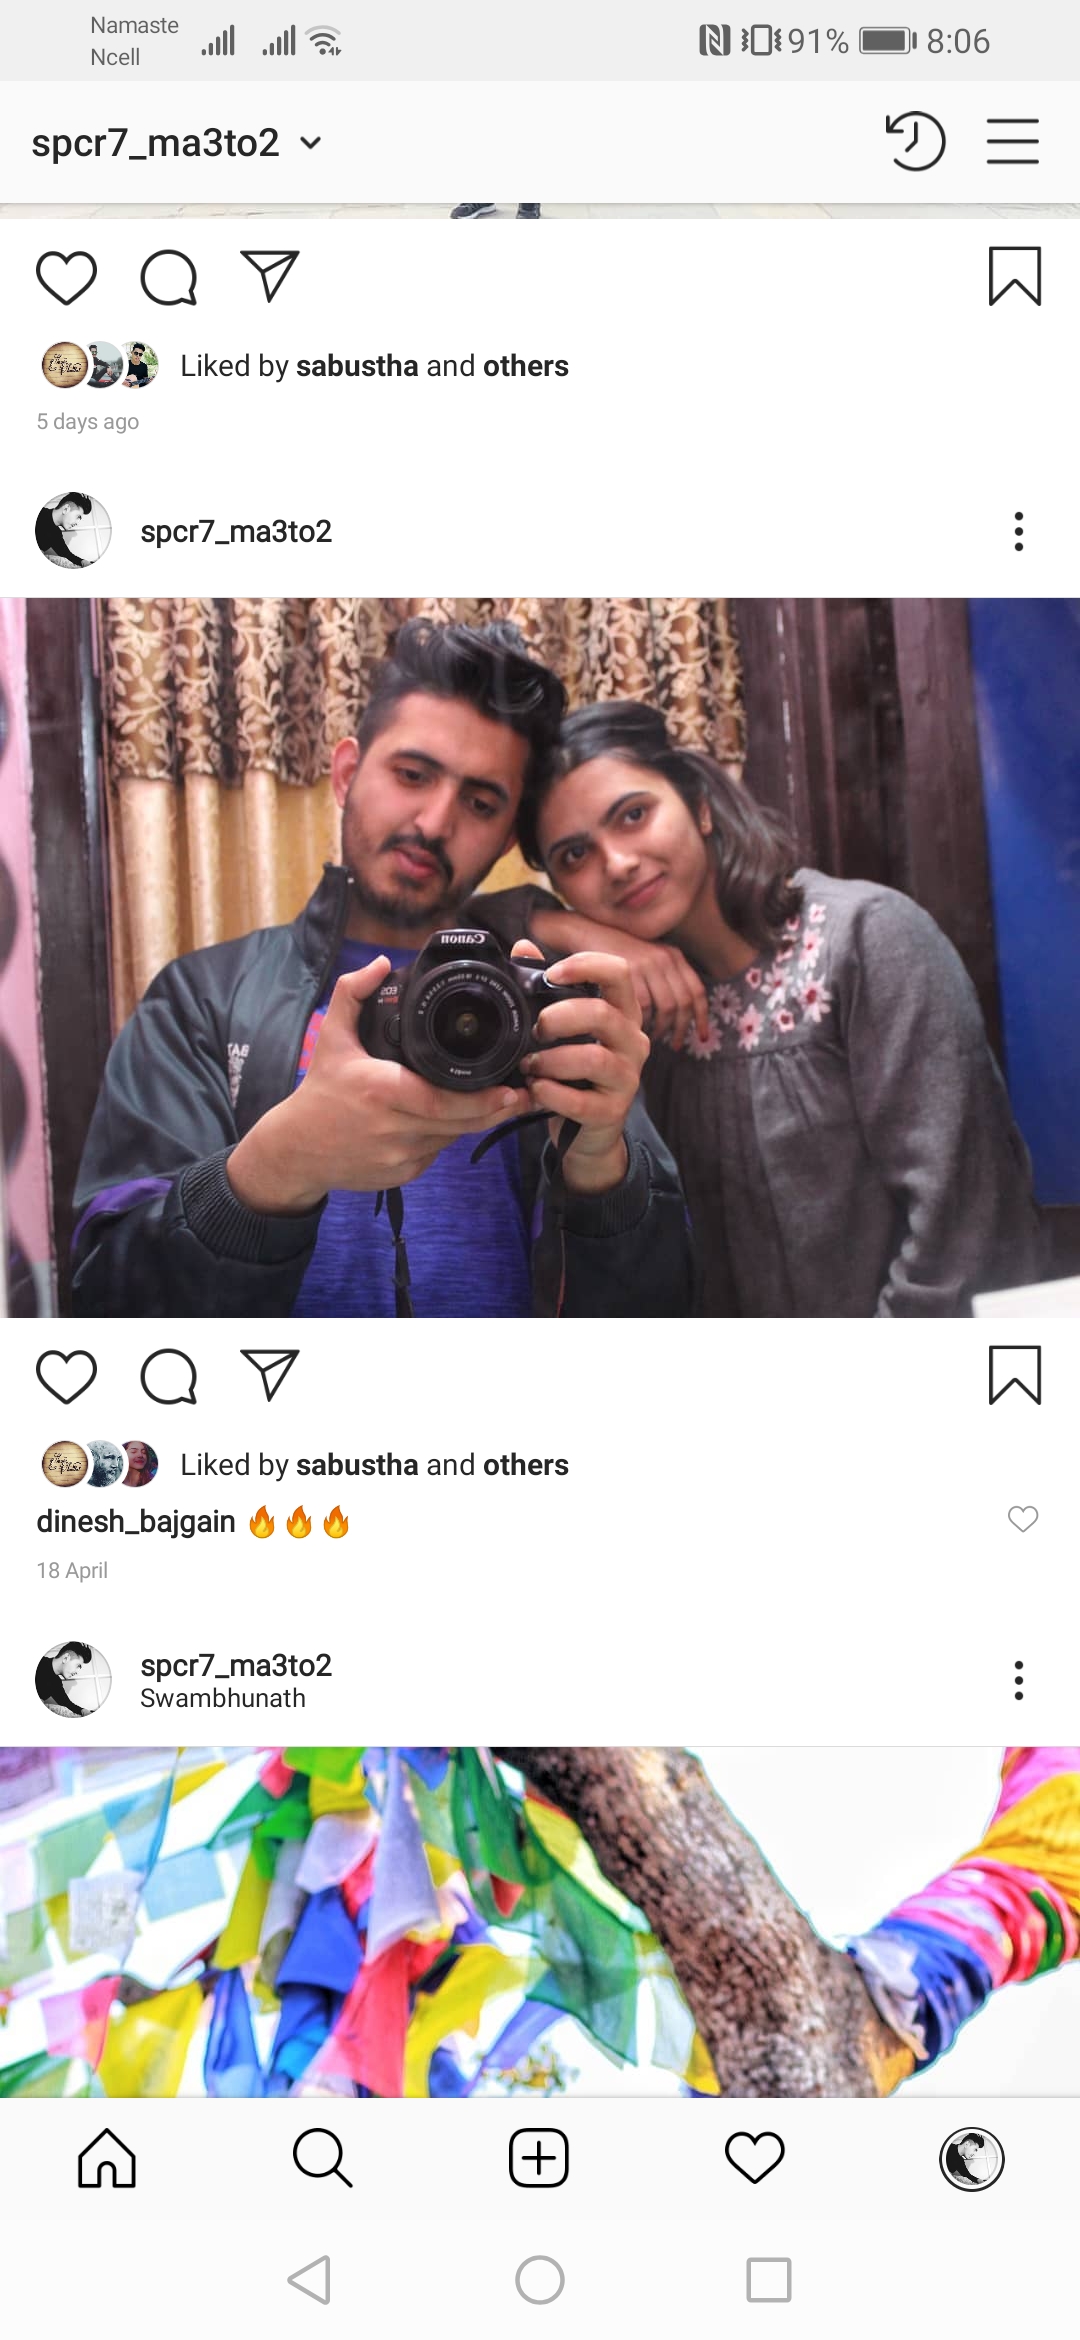 Namaste
Ncell
91% 8:06
spcr7_ma3to2
Liked by sabustha and others
5 days ago
spcr7_ma3to2
Canon
Liked by sabustha and others
dinesh_bajgain 🔥🔥🔥
18 April
spcr7_ma3to2
Swambhunath